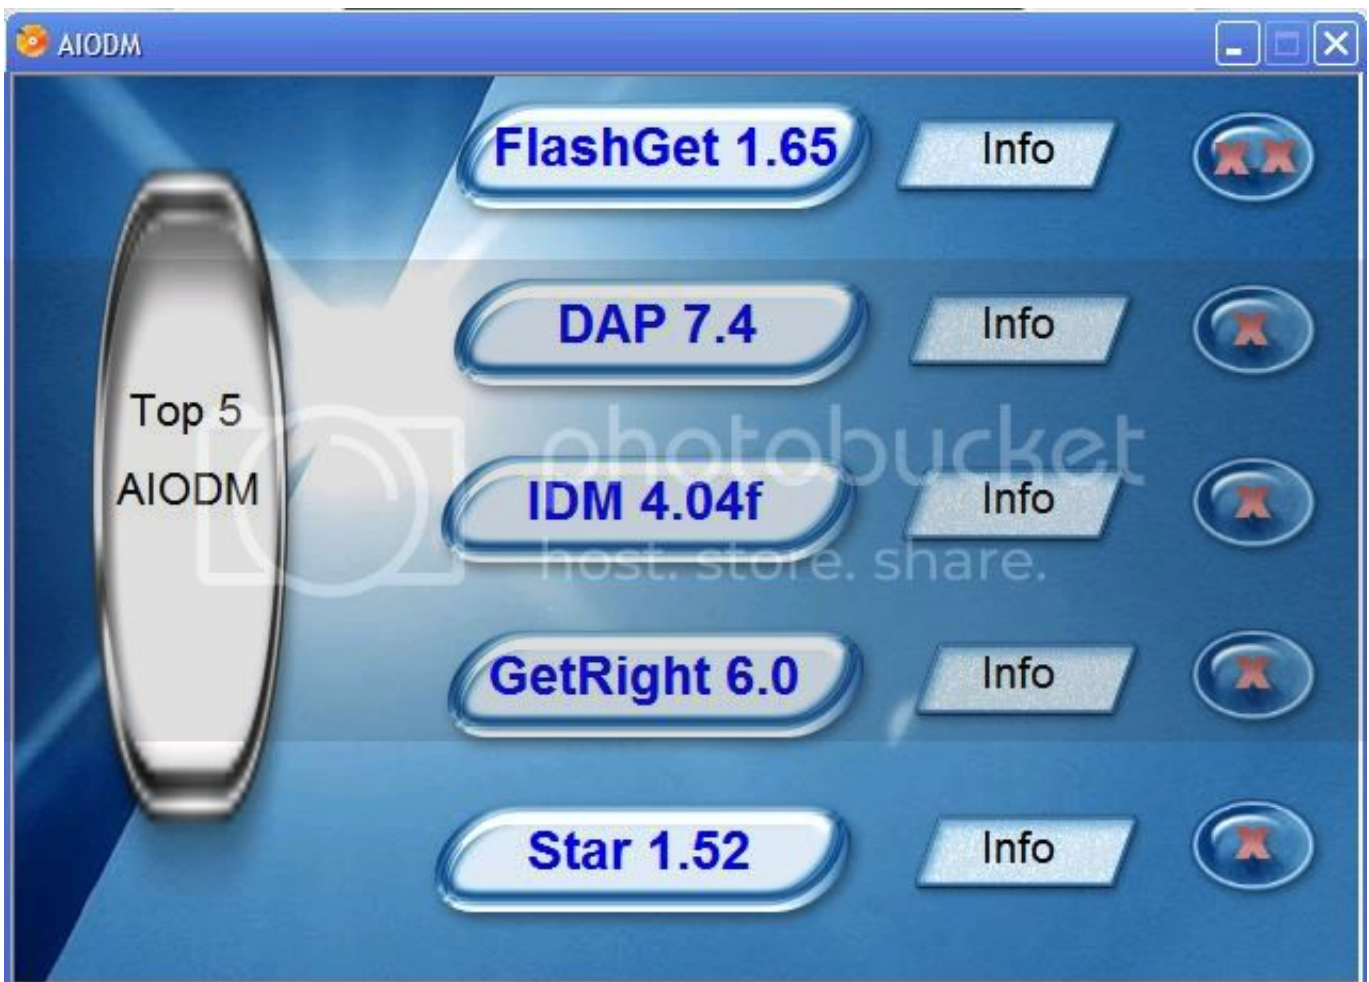 AIODM
FlashGet 1.65 Info X X
DAP 7.4 Info X
Top 5
AIODM
photobucket
IDM 4.04f Info X
host. store. share.
GetRight 6.0 Info X
Star 1.52 Info X